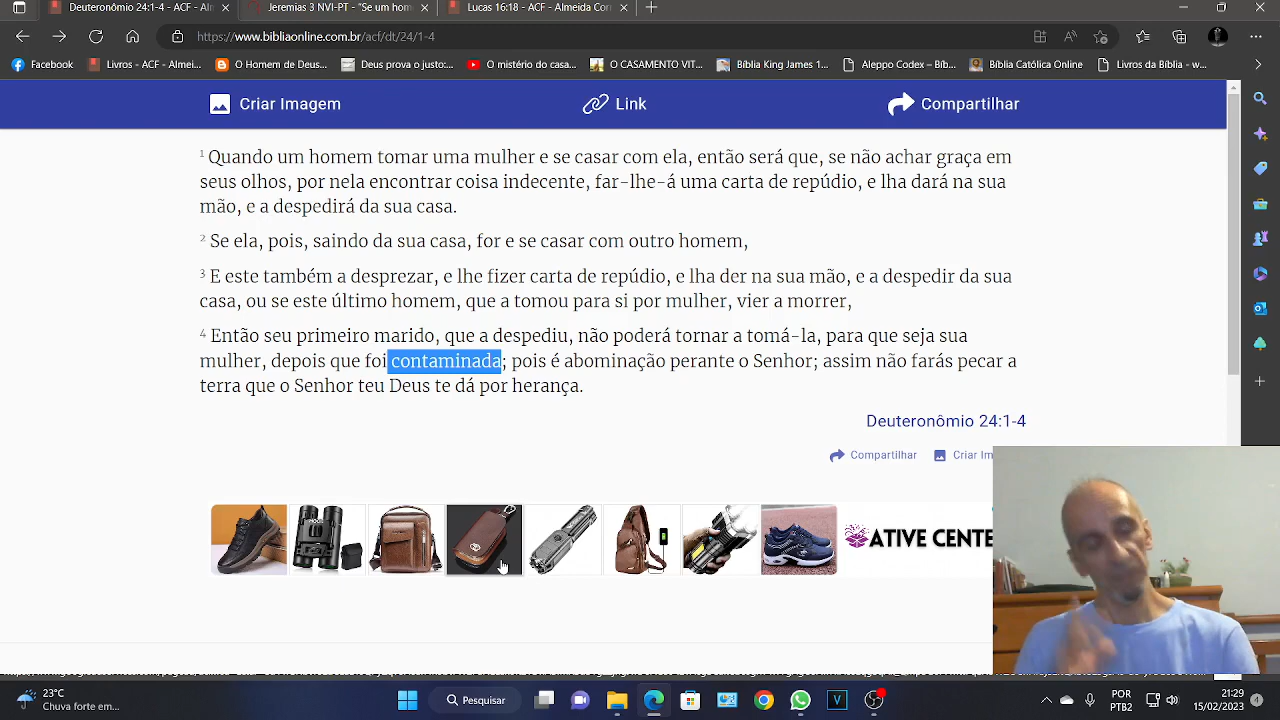 Deuteronômio 24:1-4 - ACF - Alm
Jeremias 3 NVI-PT - "Se um hom
Lucas 16:18 - ACF - Almeida Corr
https://www.bibliaonline.com.br/acf/dt/24/1-4
Facebook
Livros - ACF - Almei...
O Homem de Deus...
Deus prova o justo:...
O mistério do casa...
O CASAMENTO VIT...
Bíblia King James 1...
Aleppo Codex – Bíb...
Bíblia Católica Online
Livros da Bíblia - w...
Criar Imagem
Link
Compartilhar
1 Quando um homem tomar uma mulher e se casar com ela, então será que, se não achar graça em
seus olhos, por nela encontrar coisa indecente, far-lhe-á uma carta de repúdio, e lha dará na sua
mão, e a despedirá da sua casa.
2 Se ela, pois, saindo da sua casa, for e se casar com outro homem,
3 E este também a desprezar, e lhe fizer carta de repúdio, e lha der na sua mão, e a despedir da sua
casa, ou se este último homem, que a tomou para si por mulher, vier a morrer,
4 Então seu primeiro marido, que a despediu, não poderá tornar a tomá-la, para que seja sua
mulher, depois que foi contaminada; pois é abominação perante o Senhor; assim não farás pecar a
terra que o Senhor teu Deus te dá por herança.
Deuteronômio 24:1-4
Compartilhar
Criar Im
ATIVE CENTE
23°C
Chuva forte em...
Pesquisar
POR
PTB2
21:29
15/02/2023
4